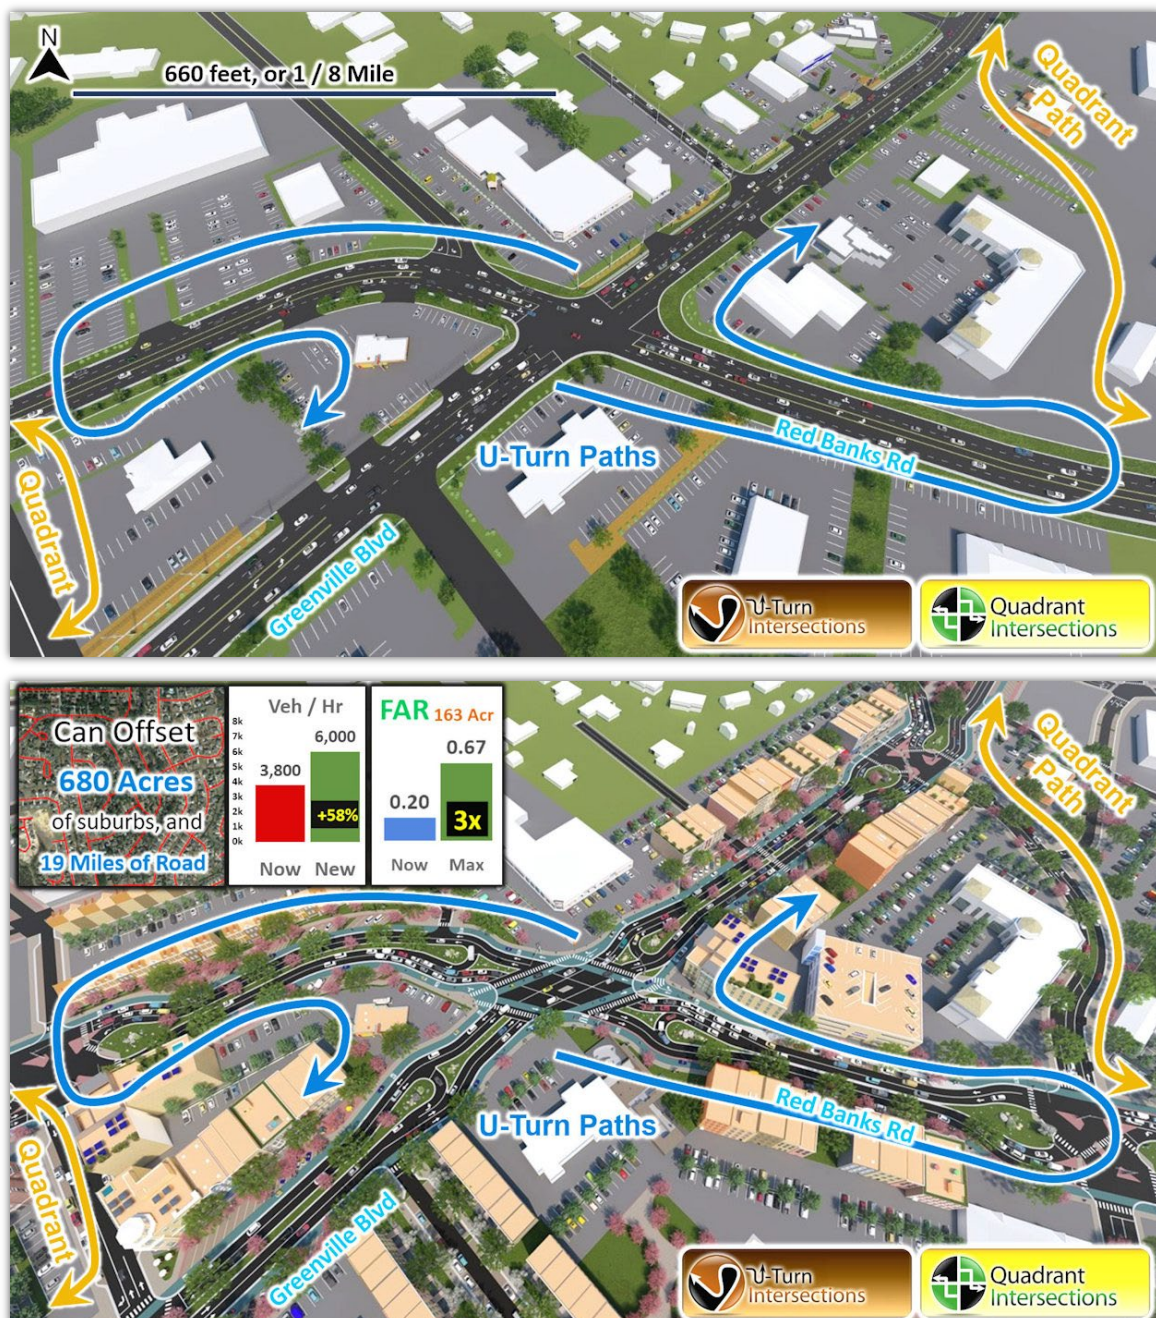 N
660 feet, or 1 / 8 Mile
Quadrant
Path
Red Banks Rd
U-Turn Paths
Quadrant
Greenville Blvd
U-Turn
Intersections
Quadrant
Intersections
Can Offset
680 Acres
of suburbs, and
19 Miles of Road
Veh / Hr
8k
7k
6k
5k
4k
3k
2k
1k
0k
3,800
6,000
+58%
Now
New
FAR 163 Acr
0.20
0.67
3x
Now
Max
Quadrant
Path
Red Banks Rd
U-Turn Paths
Quadrant
Greenville Blvd
U-Turn
Intersections
Quadrant
Intersections